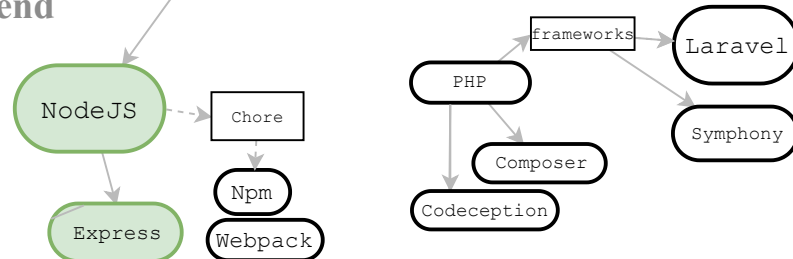 end
frameworks
Laravel
PHP
NodeJS
Chore
Symphony
Composer
Npm
Codeception
Express
Webpack